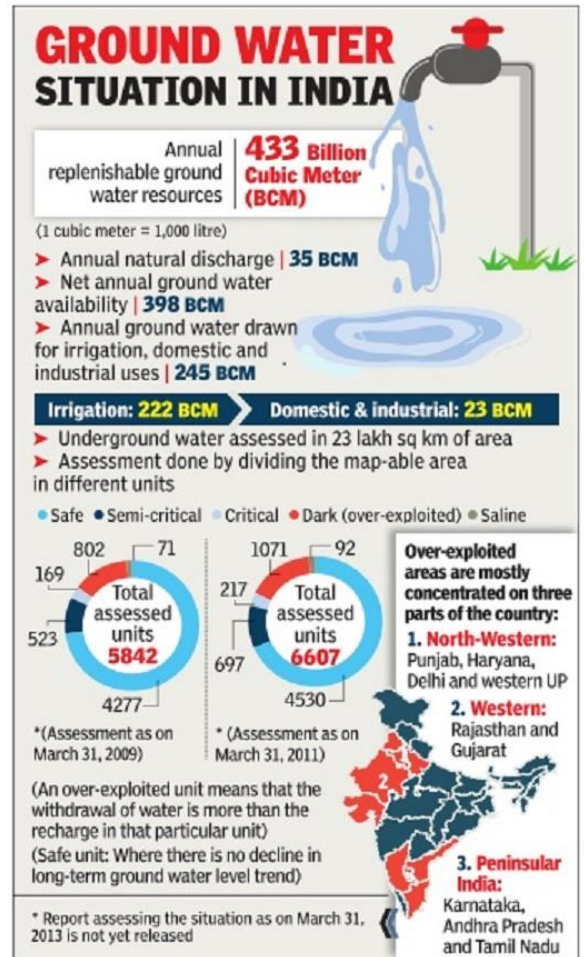 GROUND WATER
SITUATION IN INDIA
Annual
replenishable ground
water resources
433 Billion
Cubic Meter
(BCM)
(1 cubic meter = 1,000 litre)
➤ Annual natural discharge | 35 BCM
➤ Net annual ground water
availability | 398 BCM
➤ Annual ground water drawn
for irrigation, domestic and
industrial uses | 245 BCM
Irrigation: 222 BCM
Domestic & industrial: 23 BCM
➤ Underground water assessed in 23 lakh sq km of area
➤ Assessment done by dividing the map-able area
in different units
Safe Semi-critical Critical Dark (over-exploited) Saline
802
71
169
523
4277
Total
assessed
units
5842
*(Assessment as on
March 31, 2009)
1071
92
217
697
4530
Total
assessed
units
6607
* (Assessment as on
March 31, 2011)
(An over-exploited unit means that the
withdrawal of water is more than the
recharge in that particular unit)
(Safe unit: Where there is no decline in
long-term ground water level trend)
* Report assessing the situation as on March 31,
2013 is not yet released
Over-exploited
areas are mostly
concentrated on three
parts of the country:
1. North-Western:
Punjab, Haryana,
Delhi and western UP
2. Western:
Rajasthan and
Gujarat
3. Peninsular
India:
Karnataka,
Andhra Pradesh
and Tamil Nadu
1
2
3